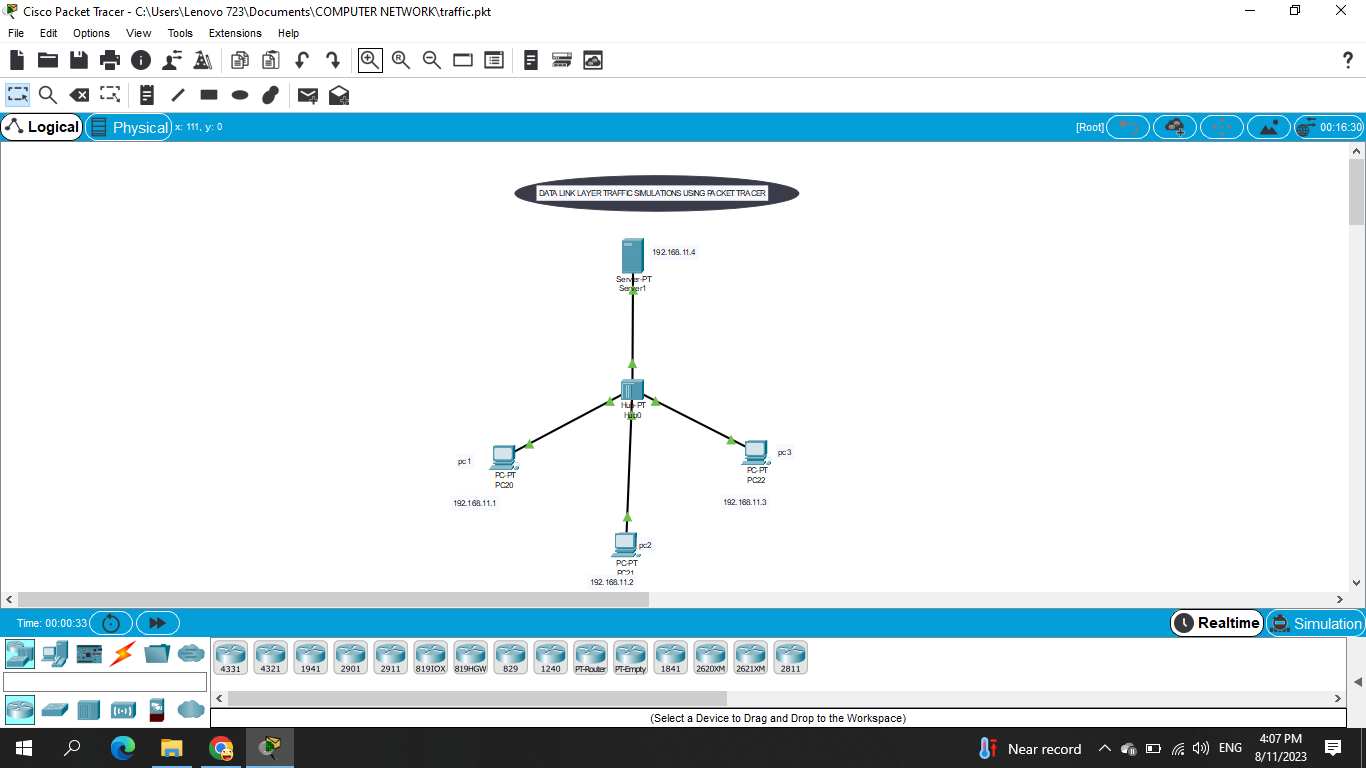 Cisco Packet Tracer - C:\Users\Lenovo 723\Documents\COMPUTER NETWORK\traffic.pkt
File Edit Options View Tools Extensions Help
Logical Physical x: 111, y: 0 [Root] 00:16:30
DATA LINK LAYER TRAFFIC SIMULATIONS USING PACKET TRACER
192.168.11.4
Server-PT
Server1
Hub-PT
Hub0
pc1
PC-PT
PC20
192.168.11.1
pc3
PC-PT
PC22
192.168.11.3
pc2
PC-PT
PC21
192.168.11.2
Time: 00:00:33 Realtime Simulation
4331 4321 1941 2901 2911 819IOX 819HGW 829 1240 PT-Router PT-Empty 1841 2620XM 2621XM 2811
(Select a Device to Drag and Drop to the Workspace)
Near record ENG 4:07 PM
8/11/2023